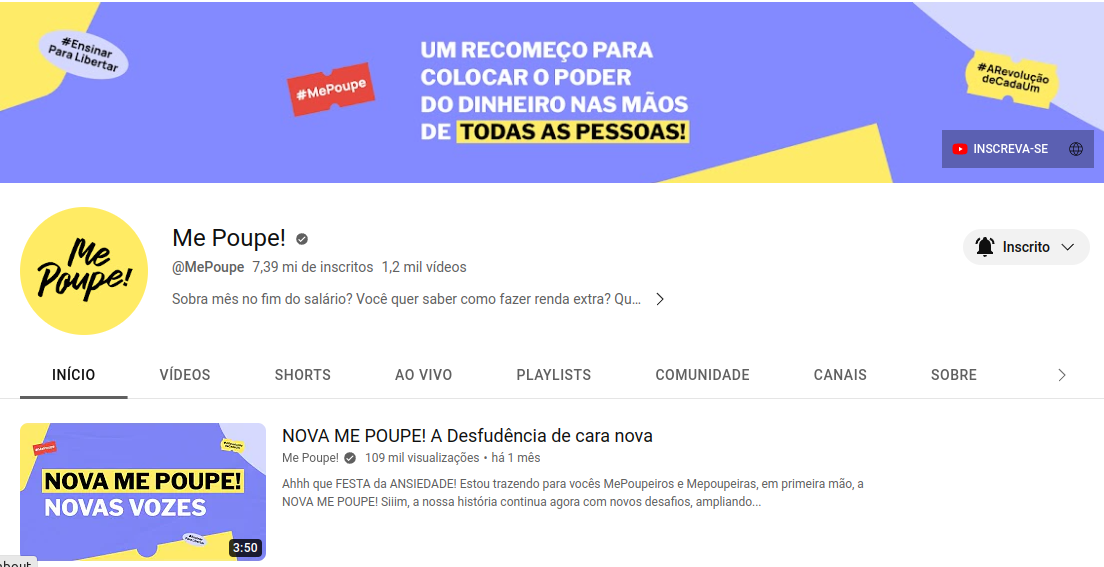 #Ensinar
Para Libertar
#MePoupe
UM RECOMEÇO PARA
COLOCAR O PODER
DO DINHEIRO NAS MÃOS
DE TODAS AS PESSOAS!
#ARevolução
deCadaUm
INSCREVA-SE
Me Poupe!
Me Poupe!
@MePoupe 7,39 mi de inscritos 1,2 mil vídeos
Sobra mês no fim do salário? Você quer saber como fazer renda extra? Qu...
Inscrito
INÍCIO VÍDEOS SHORTS AO VIVO PLAYLISTS COMUNIDADE CANAIS SOBRE
NOVA ME POUPE!
NOVAS VOZES
#Ensinar
Para Libertar
3:50
NOVA ME POUPE! A Desfudência de cara nova
Me Poupe! 109 mil visualizações • há 1 mês
Ahhh que FESTA da ANSIEDADE! Estou trazendo para vocês MePoupeiros e Mepoupeiras, em primeira mão, a
NOVA ME POUPE! Siiim, a nossa história continua agora com novos desafios, ampliando...